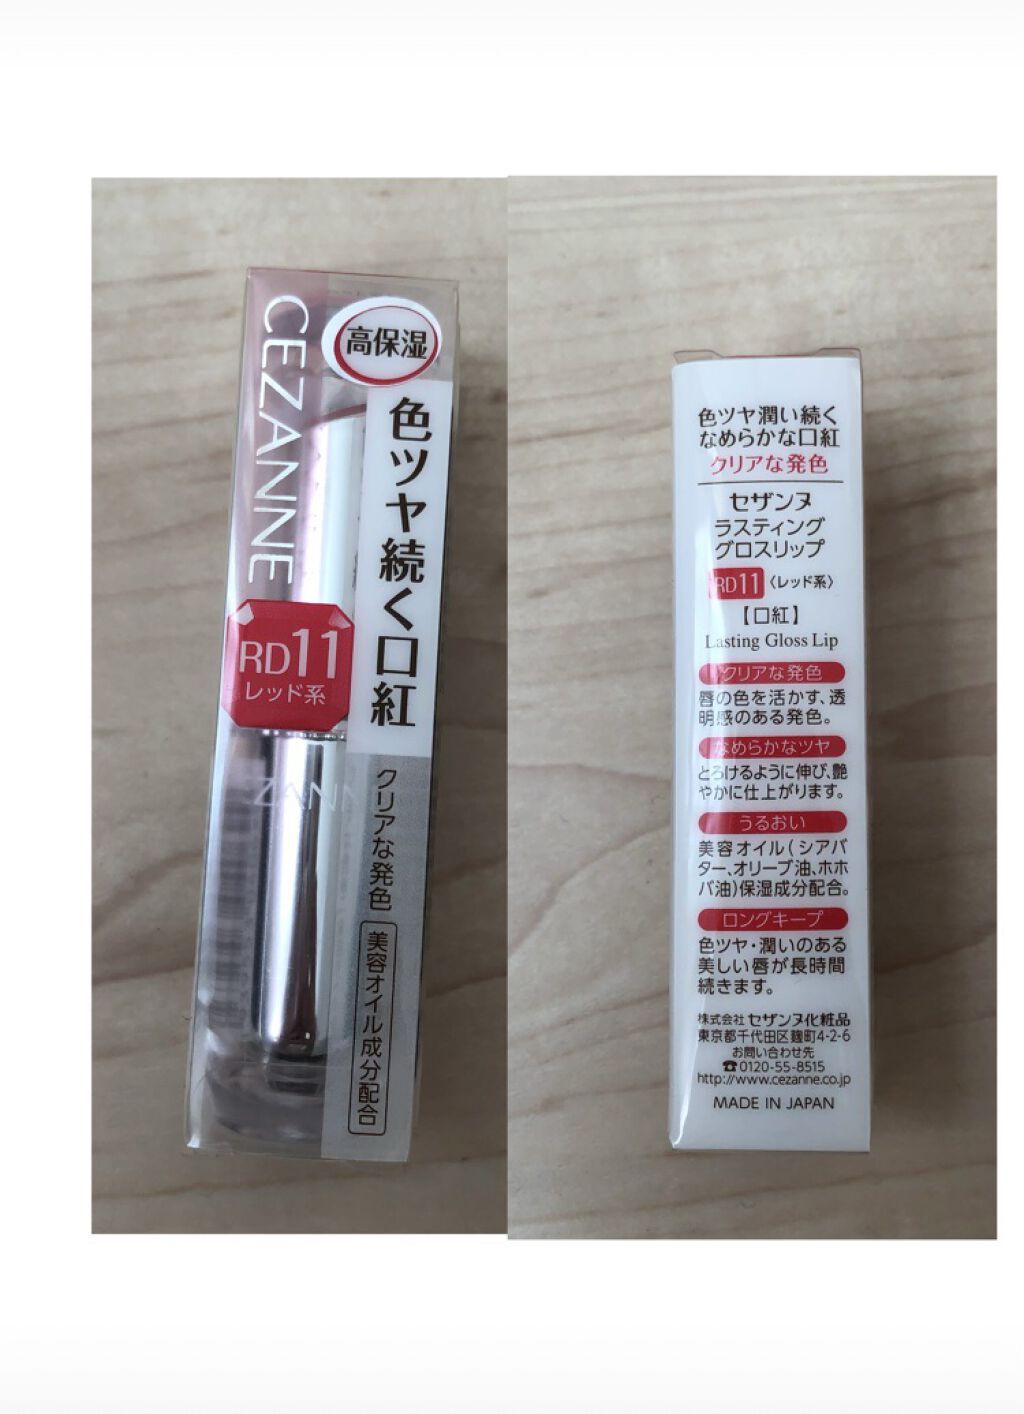 CEZANNE
高保湿
色ツヤ続く口紅
RD11
レッド系
ZANN
クリアな発色
美容オイル成分配合
色ツヤ潤い続く
なめらかな口紅
クリアな発色
セザンヌ
ラスティング
グロスリップ
RD11〈レッド系〉
【口紅】
Lasting Gloss Lip
クリアな発色
唇の色を活かす、透
明感のある発色。
なめらかなツヤ
とろけるように伸び、艶
やかに仕上がります。
うるおい
美容オイル(シアバ
ター、オリーブ油、ホホ
バ油)保湿成分配合。
ロングキープ
色ツヤ・潤いのある
美しい唇が長時間
続きます。
株式会社 セザンヌ化粧品
東京都千代田区麹町4-2-6
お問い合わせ先
☎0120-55-8515
http://www.cezanne.co.jp
MADE IN JAPAN